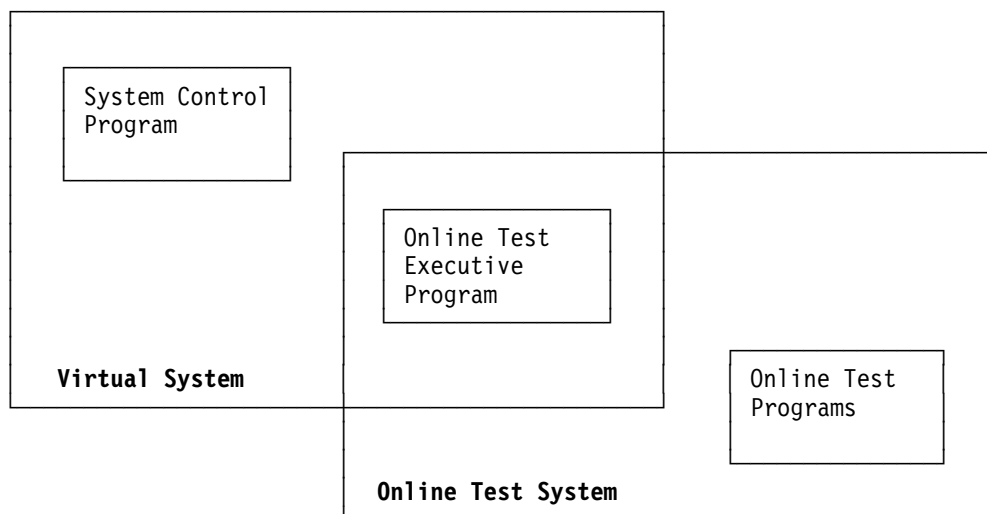 System Control
Program
Online Test
Executive
Program
Virtual System
Online Test
Programs
Online Test System